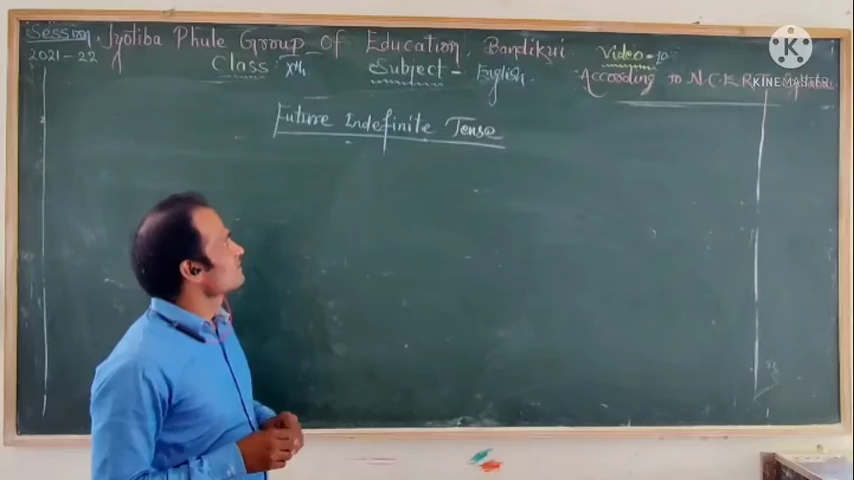 Session Jyotiba Phule Group Of Education, Bandikui. Video-10
2021-22 Class: Xth Subject- English. According to N.C.E.R.T.
KINEMASTER
Future Indefinite Tense